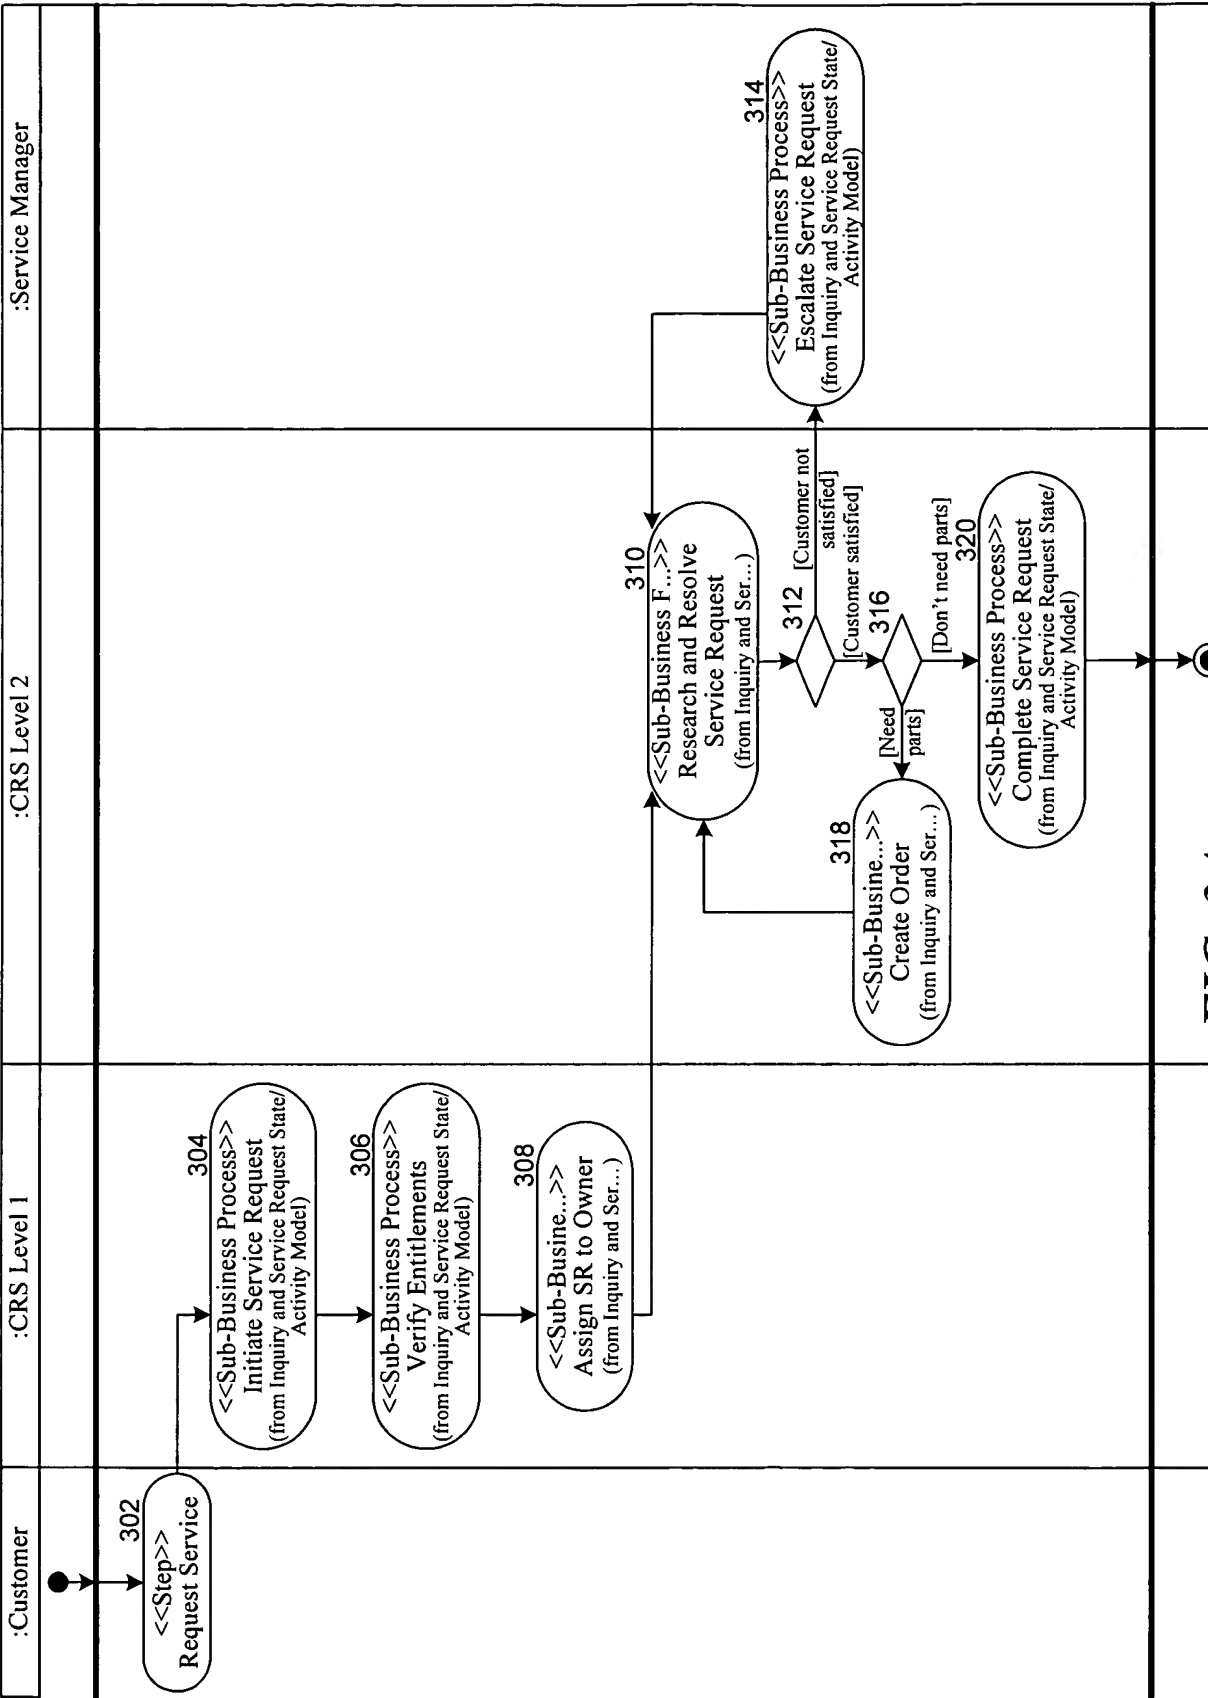 :Customer
:CRS Level 1
:CRS Level 2
:Service Manager
302
<<Step>>
Request Service
304
<<Sub-Business Process>>
Initiate Service Request
(from Inquiry and Service Request State/
Activity Model)
306
<<Sub-Business Process>>
Verify Entitlements
(from Inquiry and Service Request State/
Activity Model)
308
<<Sub-Busine...>>
Assign SR to Owner
(from Inquiry and Ser...)
310
<<Sub-Business F...>>
Research and Resolve
Service Request
(from Inquiry and Ser...)
312
[Customer not
satisfied]
314
<<Sub-Business Process>>
Escalate Service Request
(from Inquiry and Service Request State/
Activity Model)
[Customer satisfied]
316
[Need
parts]
318
<<Sub-Busine...>>
Create Order
(from Inquiry and Ser...)
[Don't need parts]
320
<<Sub-Business Process>>
Complete Service Request
(from Inquiry and Service Request State/
Activity Model)